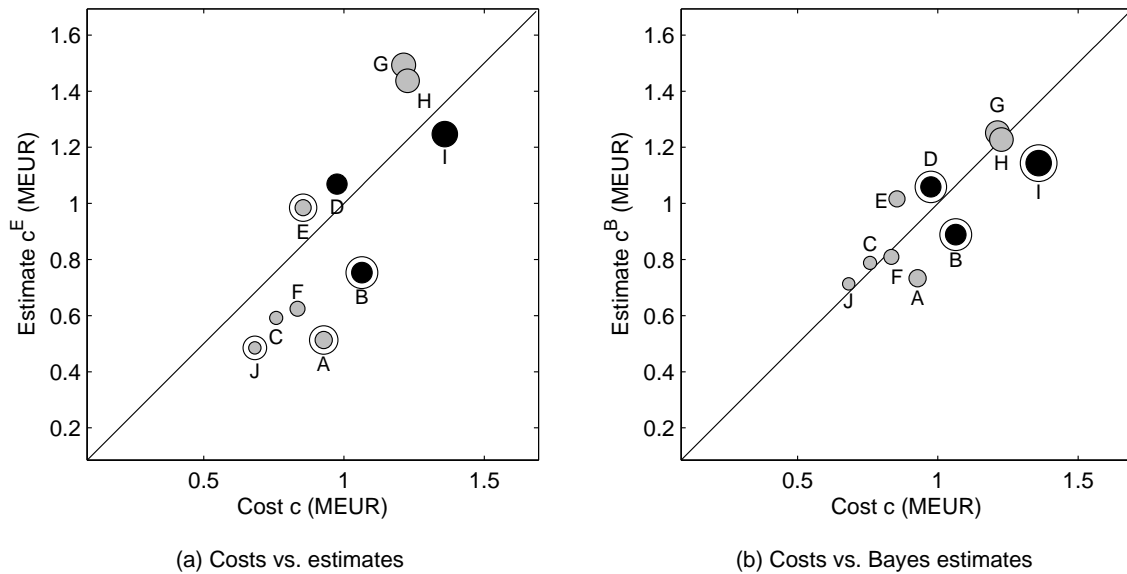 1.6
1.4
1.2
1
0.8
0.6
0.4
0.2
0.5
1
1.5
Estimate c^E (MEUR)
Cost c (MEUR)
G
H
I
D
E
B
F
C
A
J
(a) Costs vs. estimates
1.6
1.4
1.2
1
0.8
0.6
0.4
0.2
0.5
1
1.5
Estimate c^B (MEUR)
Cost c (MEUR)
G
H
D
I
E
C
B
F
J
A
(b) Costs vs. Bayes estimates